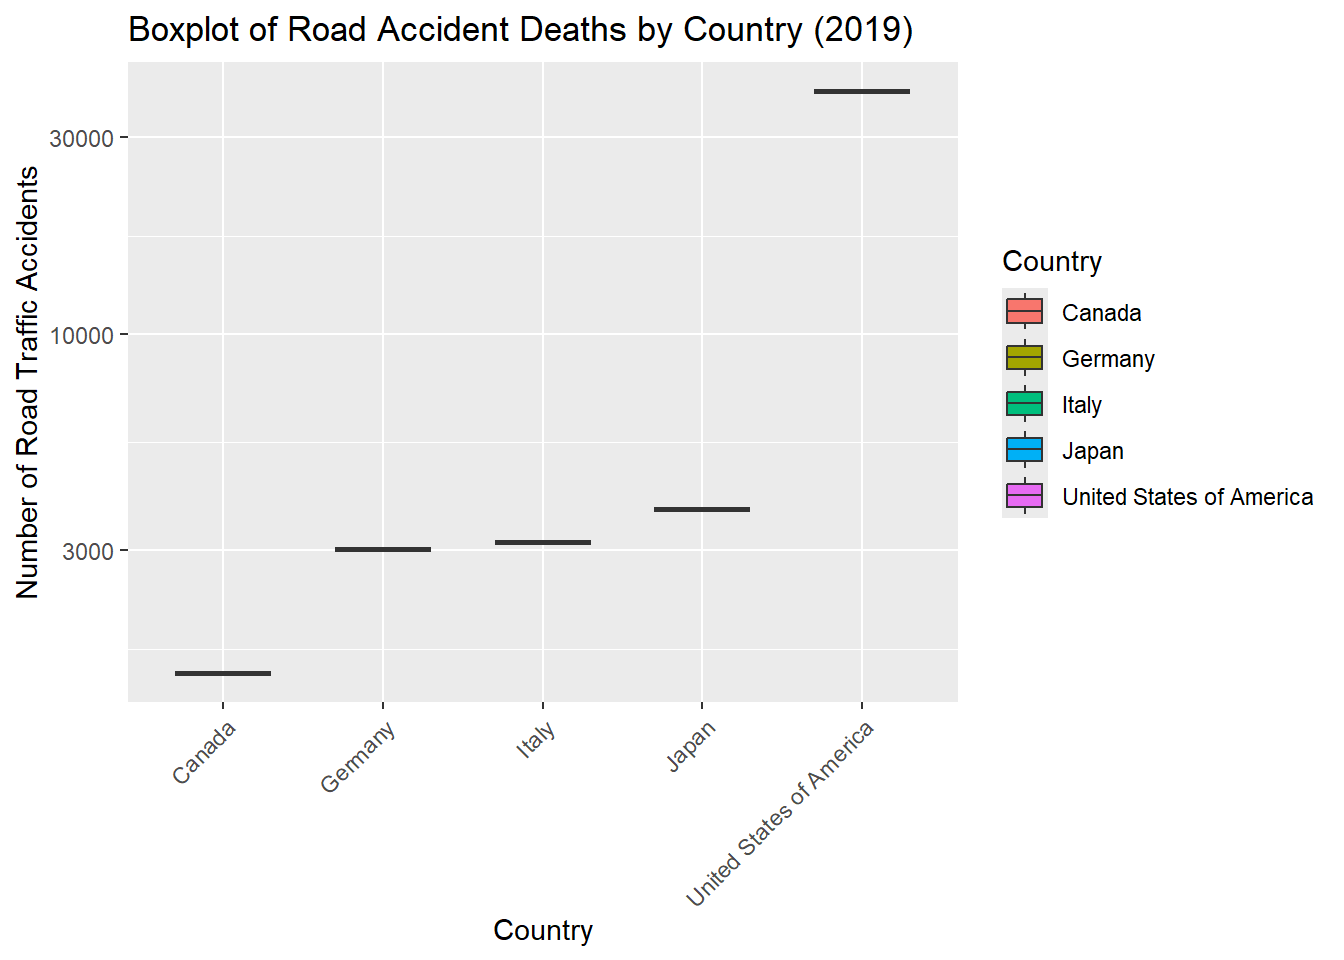 Boxplot of Road Accident Deaths by Country (2019)
Number of Road Traffic Accidents
30000
10000
3000
Canada
Germany
Italy
Japan
United States of America
Country
Country
Canada
Germany
Italy
Japan
United States of America